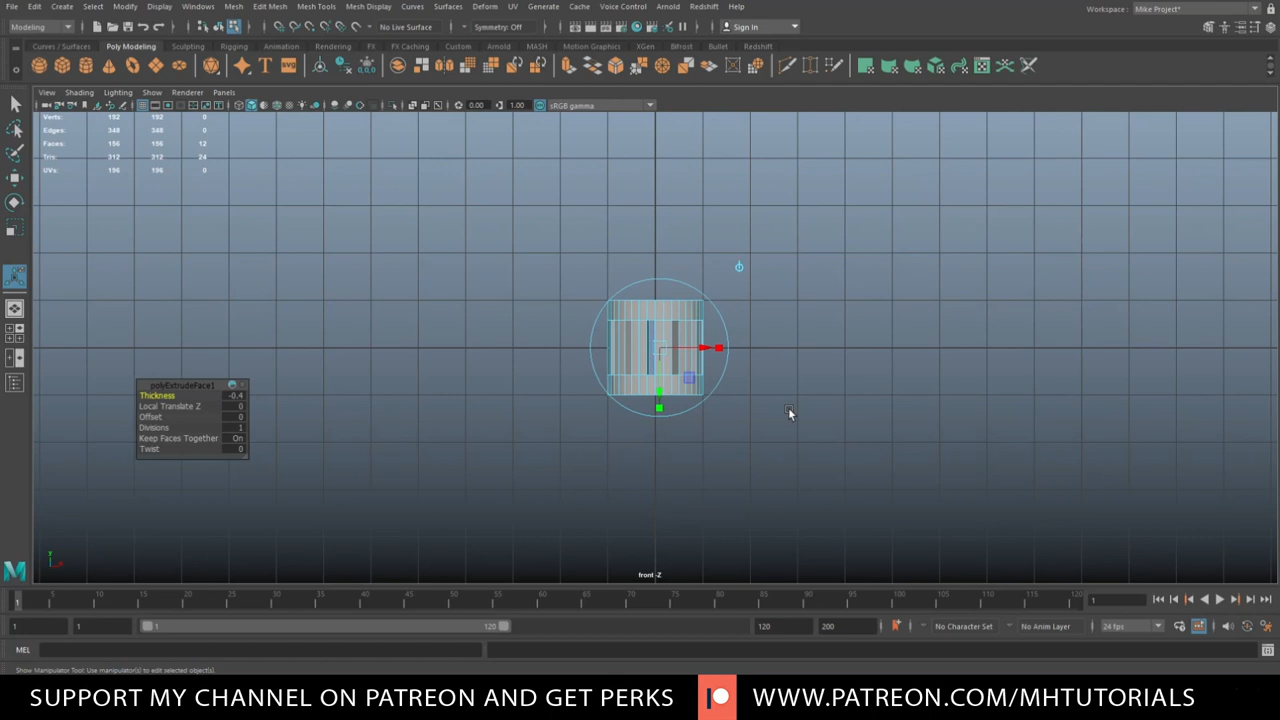 File Edit Create Select Modify Display Windows Mesh Edit Mesh Mesh Tools Mesh Display Curves Surfaces Deform UV Generate Cache Voice Control Arnold Redshift Help Workspace : Mike Project*
Modeling No Live Surface Symmetry: Off Sign In
Curves / Surfaces Poly Modeling Sculpting Rigging Animation Rendering FX FX Caching Custom Arnold MASH Motion Graphics XGen Bifrost Bullet Redshift
View Shading Lighting Show Renderer Panels
0.00 1.00 sRGB gamma
Verts: 192 192 0
Edges: 348 348 0
Faces: 156 156 12
Tris: 312 312 24
UVs: 196 196 0
polyExtrudeFace1
Thickness -0.4
Local Translate Z 0
Offset 0
Divisions 1
Keep Faces Together On
Twist 0
y
front -Z
1 5 10 15 20 25 30 35 40 45 50 55 60 65 70 75 80 85 90 95 100 105 110 115 120 1
1 1 1 120 120 200 No Character Set No Anim Layer 24 fps
MEL
Show Manipulator Tool: Use manipulator(s) to edit selected object(s).
SUPPORT MY CHANNEL ON PATREON AND GET PERKS WWW.PATREON.COM/MHTUTORIALS